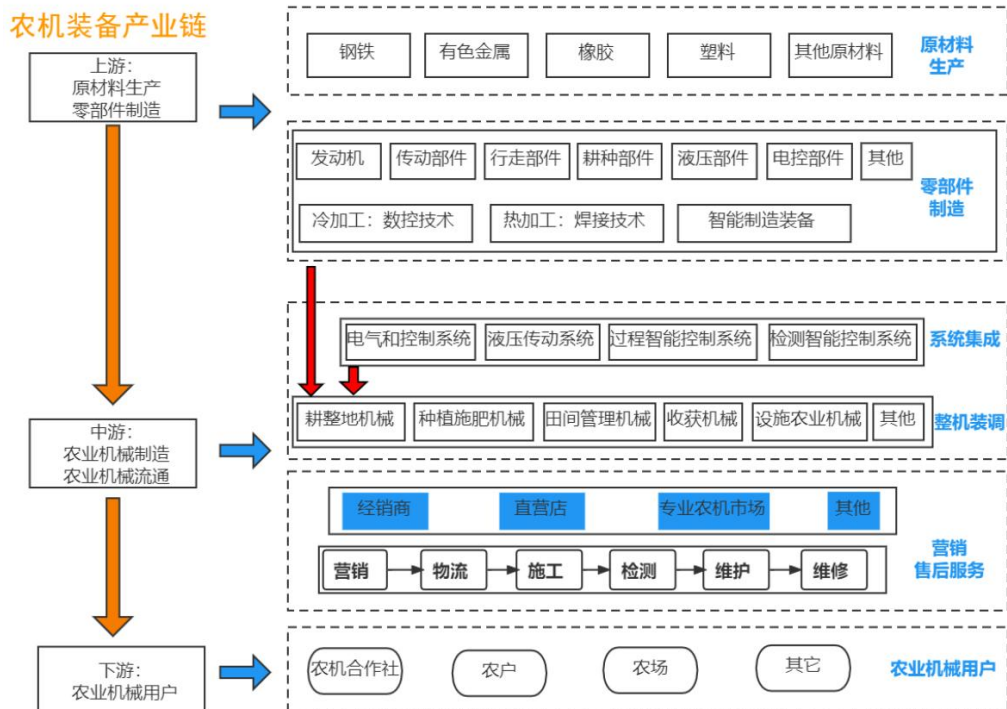 农机装备产业链
上游：
原材料生产
零部件制造
钢铁
有色金属
橡胶
塑料
其他原材料
原材料
生产
发动机
传动部件
行走部件
耕种部件
液压部件
电控部件
其他
冷加工：数控技术
热加工：焊接技术
智能制造装备
零部件
制造
电气和控制系统
液压传动系统
过程智能控制系统
检测智能控制系统
系统集成
中游：
农业机械制造
农业机械流通
耕整地机械
种植施肥机械
田间管理机械
收获机械
设施农业机械
其他
整机装调
经销商
直营店
专业农机市场
其他
营销
物流
施工
检测
维护
维修
营销
售后服务
下游：
农业机械用户
农机合作社
农户
农场
其它
农业机械用户